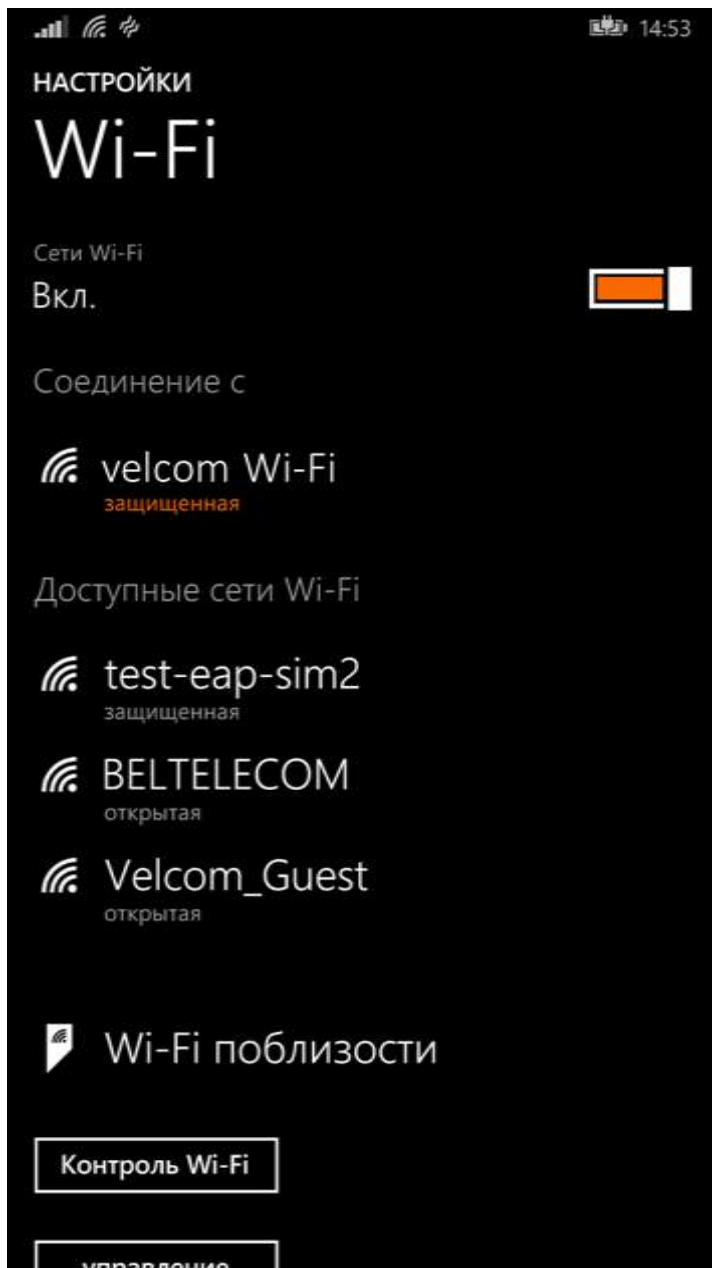 14:53
НАСТРОЙКИ
Wi-Fi
Сети Wi-Fi
Вкл.
Соединение с
velcom Wi-Fi
защищенная
Доступные сети Wi-Fi
test-eap-sim2
защищенная
BELTELECOM
открытая
Velcom_Guest
открытая
Wi-Fi поблизости
Контроль Wi-Fi
управление